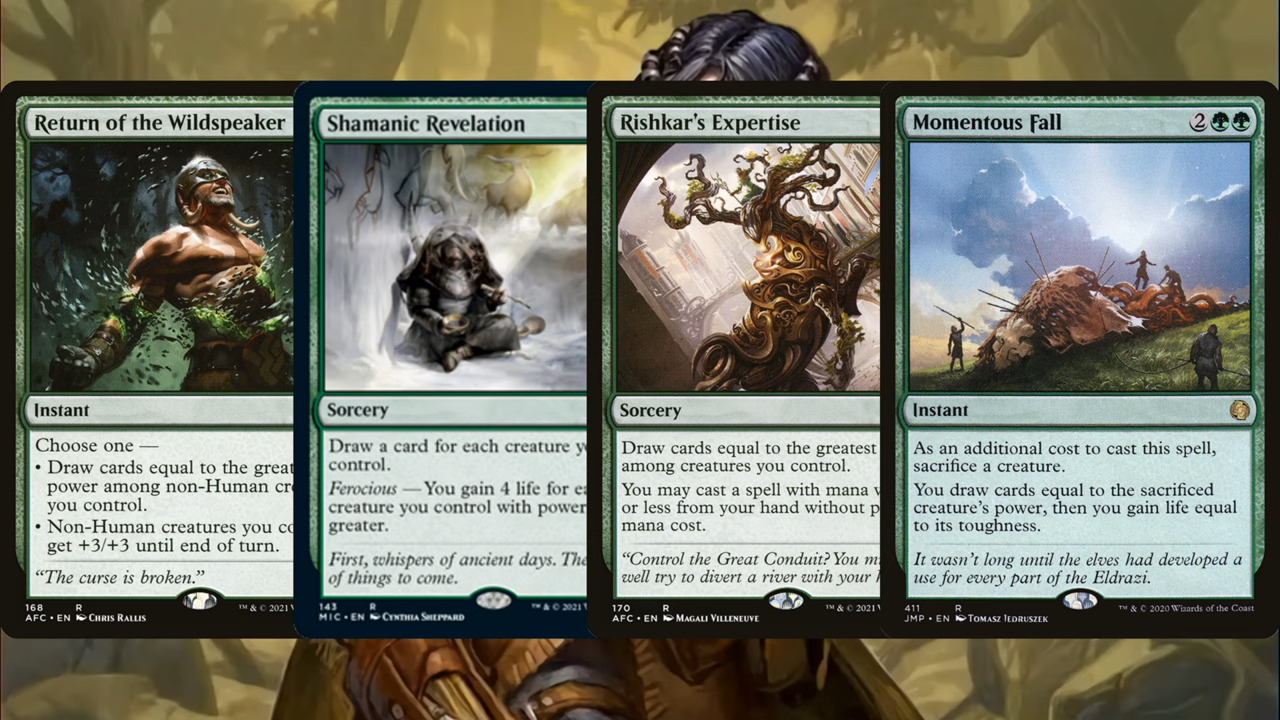 Return of the Wildspeaker
Instant
Choose one —
• Draw cards equal to the great
power among non-Human cr
you control.
• Non-Human creatures you co
get +3/+3 until end of turn.
“The curse is broken.”
168 R
AFC • EN CHRIS RALLIS
™ & © 2021 W
Shamanic Revelation
Sorcery
Draw a card for each creature y
control.
Ferocious — You gain 4 life for ea
creature you control with power
greater.
First, whispers of ancient days. The
of things to come.
143 R
MIC • EN CYNTHIA SHEPPARD
™ & © 2021 W
Rishkar’s Expertise
Sorcery
Draw cards equal to the greatest
among creatures you control.
You may cast a spell with mana v
or less from your hand without p
mana cost.
“Control the Great Conduit? You m
well try to divert a river with your h
170 R
AFC • EN MAGALI VILLENEUVE
™ & © 2021 W
Momentous Fall 2
Instant
As an additional cost to cast this spell,
sacrifice a creature.
You draw cards equal to the sacrificed
creature’s power, then you gain life equal
to its toughness.
It wasn’t long until the elves had developed a
use for every part of the Eldrazi.
411 R
JMP • EN TOMASZ JEDRUSZEK
™ & © 2020 Wizards of the Coast